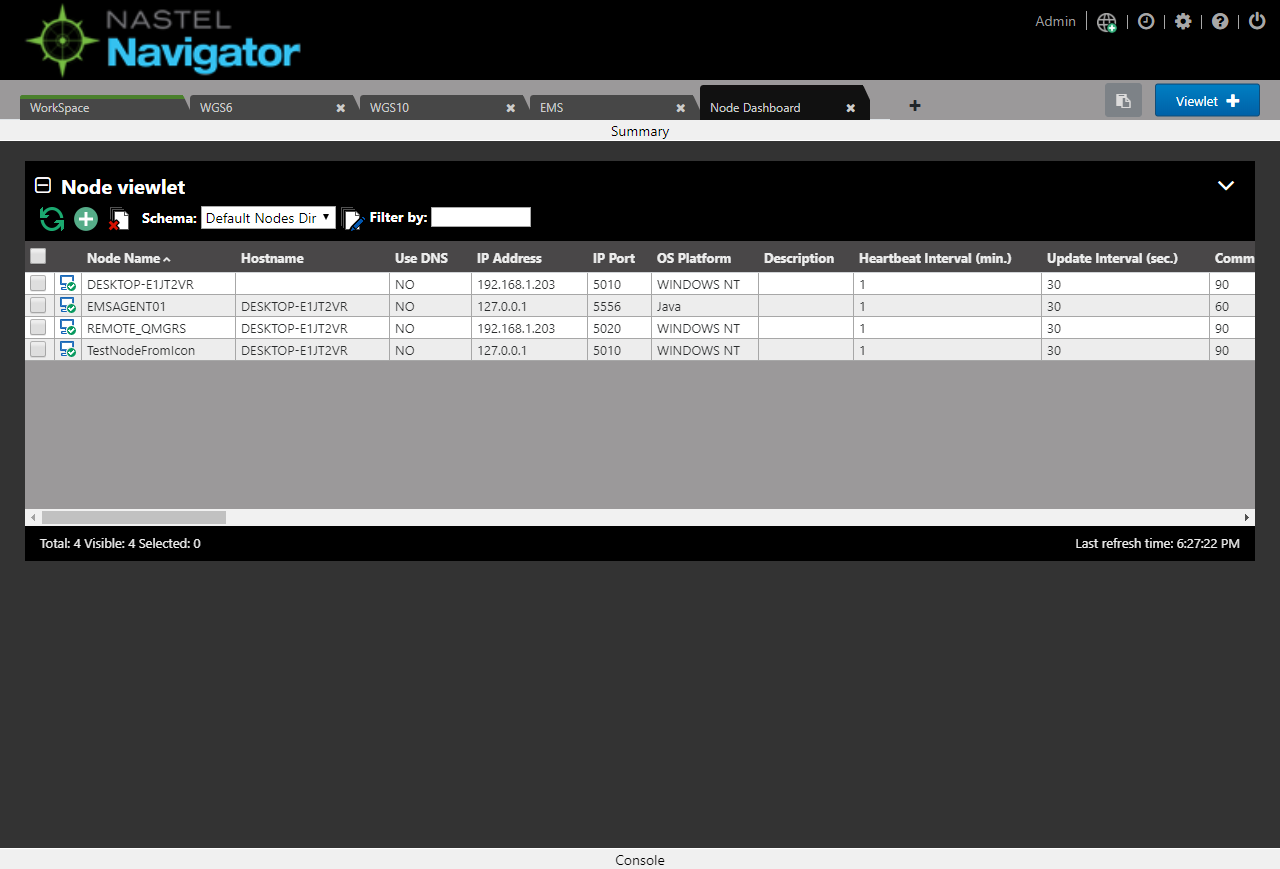 NASTEL
Navigator
Admin
WorkSpace WGS6 WGS10 EMS Node Dashboard Viewlet
Summary
Node viewlet
Schema: Default Nodes Dir Filter by:
Node Name Hostname Use DNS IP Address IP Port OS Platform Description Heartbeat Interval (min.) Update Interval (sec.) Comm
DESKTOP-E1JT2VR NO 192.168.1.203 5010 WINDOWS NT 1 30 90
EMSAGENT01 DESKTOP-E1JT2VR NO 127.0.0.1 5556 Java 1 30 60
REMOTE_QMGRS DESKTOP-E1JT2VR NO 192.168.1.203 5020 WINDOWS NT 1 30 90
TestNodeFromIcon DESKTOP-E1JT2VR NO 127.0.0.1 5010 WINDOWS NT 1 30 90
Total: 4 Visible: 4 Selected: 0 Last refresh time: 6:27:22 PM
Console